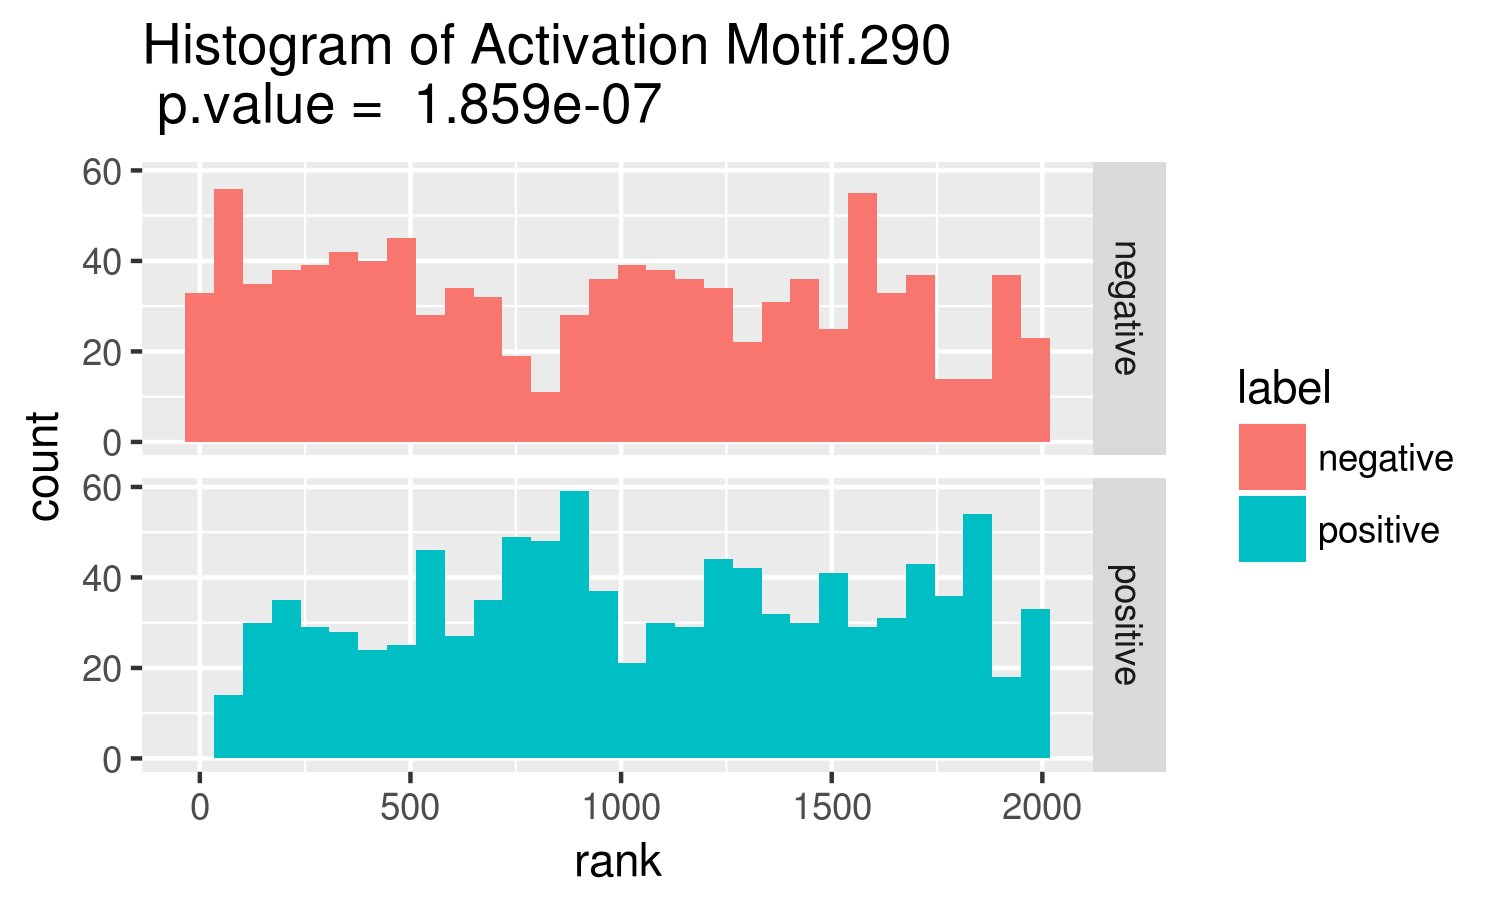 Histogram of Activation Motif.290
p.value = 1.859e-07
60
40
20
0
negative
60
40
20
0
positive
count
0 500 1000 1500 2000
rank
label
negative
positive